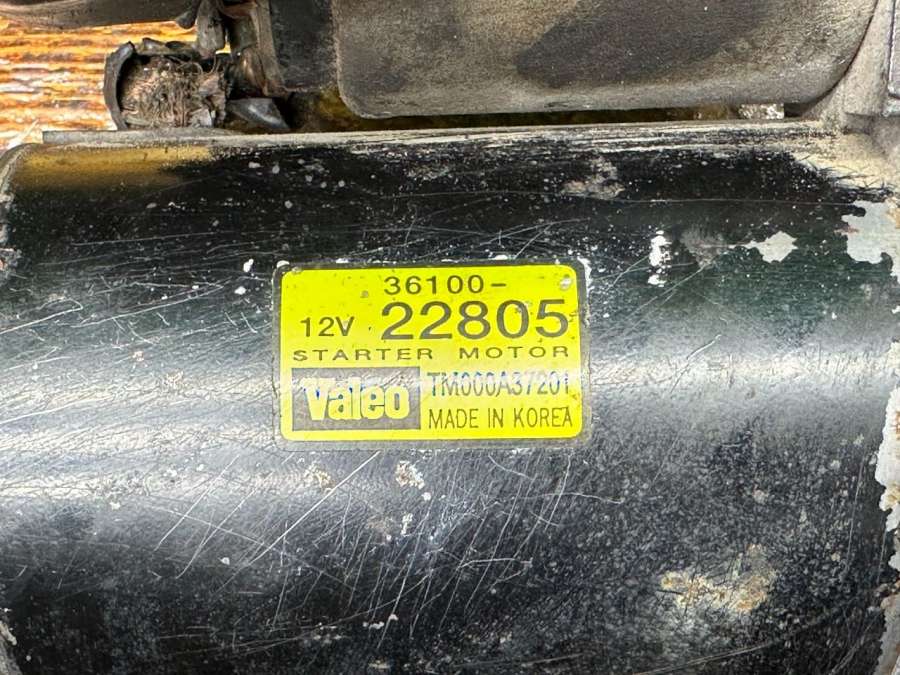 36100-
12V 22805
STARTER MOTOR
Valeo TM000A37201
MADE IN KOREA